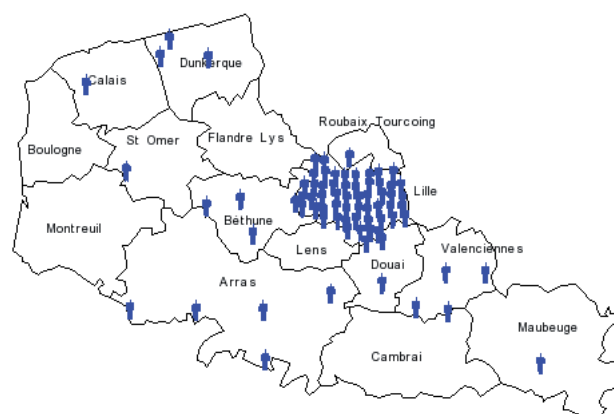 Dunkerque
Calais
Roubaix Tourcoing
St Omer
Flandre Lys
Boulogne
Lille
Béthune
Montreuil
Lens
Valenciennes
Douai
Arras
Maubeuge
Cambrai